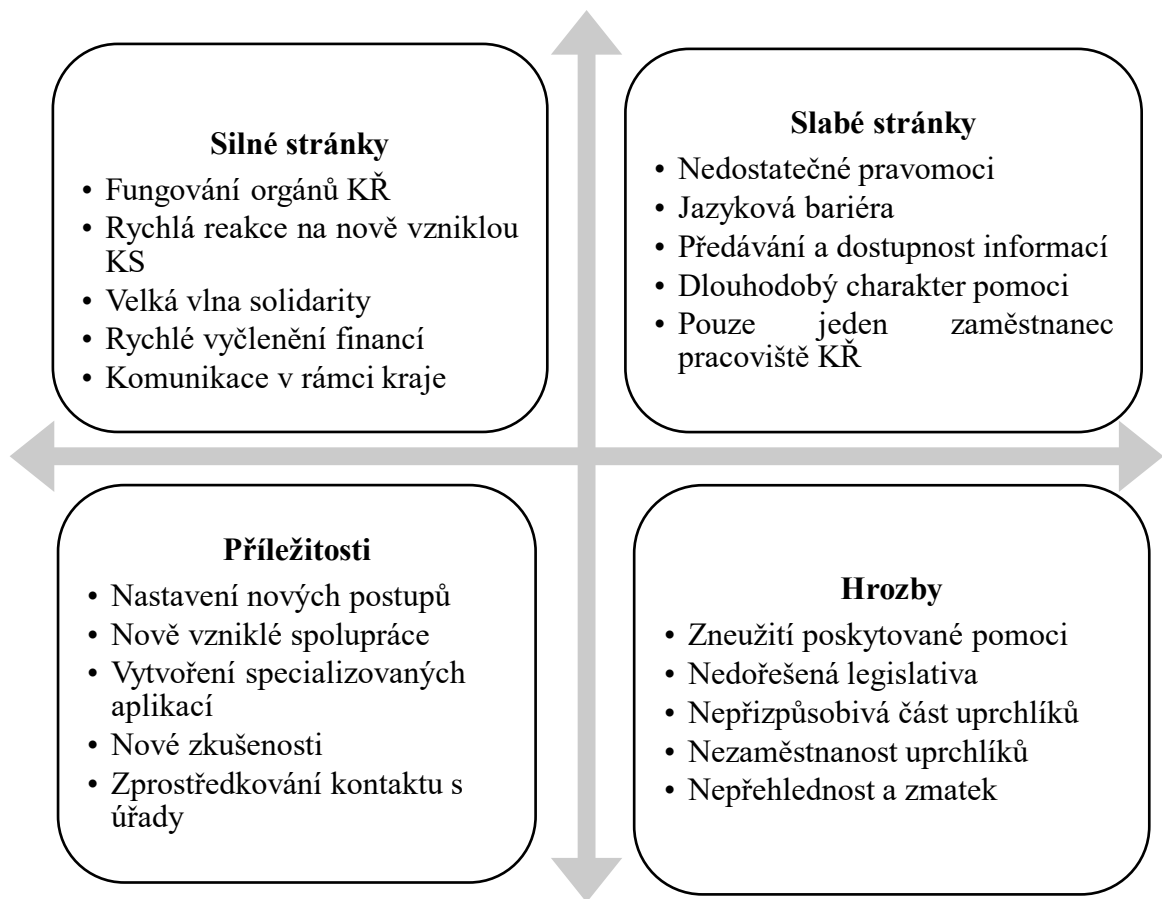 Silné stránky
• Fungování orgánů KŘ
• Rychlá reakce na nově vzniklou
KS
• Velká vlna solidarity
• Rychlé vyčlenění financí
• Komunikace v rámci kraje
Slabé stránky
• Nedostatečné pravomoci
• Jazyková bariéra
• Předávání a dostupnost informací
• Dlouhodobý charakter pomoci
• Pouze jeden zaměstnanec
pracoviště KŘ
Příležitosti
• Nastavení nových postupů
• Nově vzniklé spolupráce
• Vytvoření specializovaných
aplikací
• Nové zkušenosti
• Zprostředkování kontaktu s
úřady
Hrozby
• Zneužití poskytované pomoci
• Nedořešená legislativa
• Nepřizpůsobivá část uprchlíků
• Nezaměstnanost uprchlíků
• Nepřehlednost a zmatek